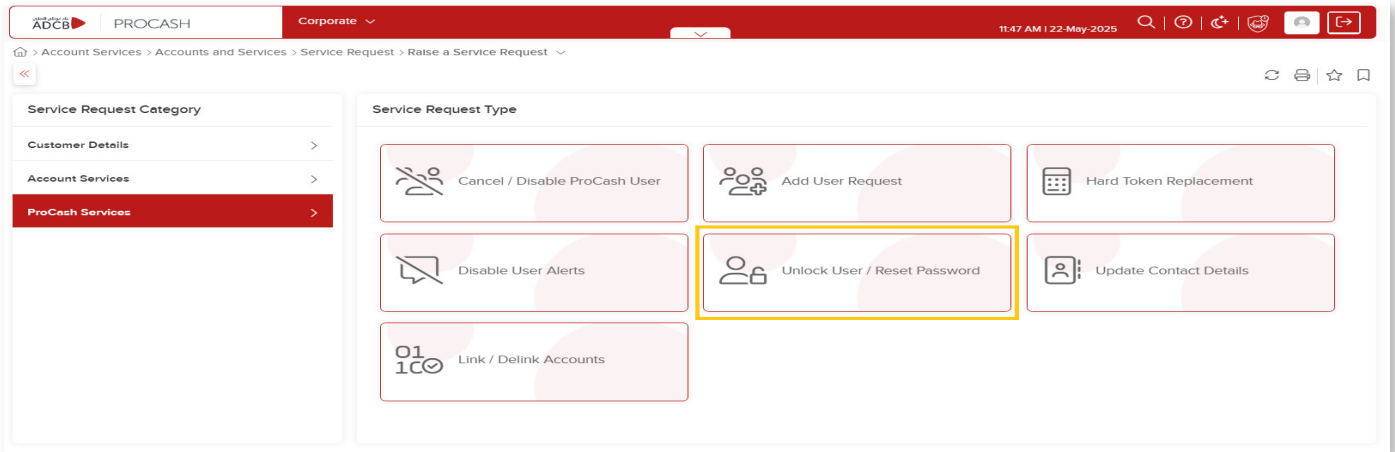 ADCB
PROCASH
Corporate
11:47 AM I 22-May-2025
> Account Services > Accounts and Services > Service Request > Raise a Service Request
Service Request Category
Customer Details
Account Services
ProCash Services
Service Request Type
Cancel / Disable ProCash User
Add User Request
Hard Token Replacement
Disable User Alerts
Unlock User / Reset Password
Update Contact Details
Link / Delink Accounts